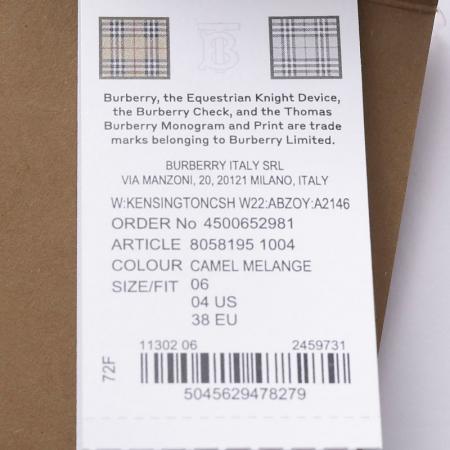 TB
Burberry, the Equestrian Knight Device,
the Burberry Check, and the Thomas
Burberry Monogram and Print are trade
marks belonging to Burberry Limited.
BURBERRY ITALY SRL
VIA MANZONI, 20, 20121 MILANO, ITALY
W:KENSINGTONCSH W22:ABZOY:A2146
ORDER No 4500652981
ARTICLE 8058195 1004
COLOUR CAMEL MELANGE
SIZE/FIT 06
04 US
38 EU
11302 06 2459731
72F
5045629478279